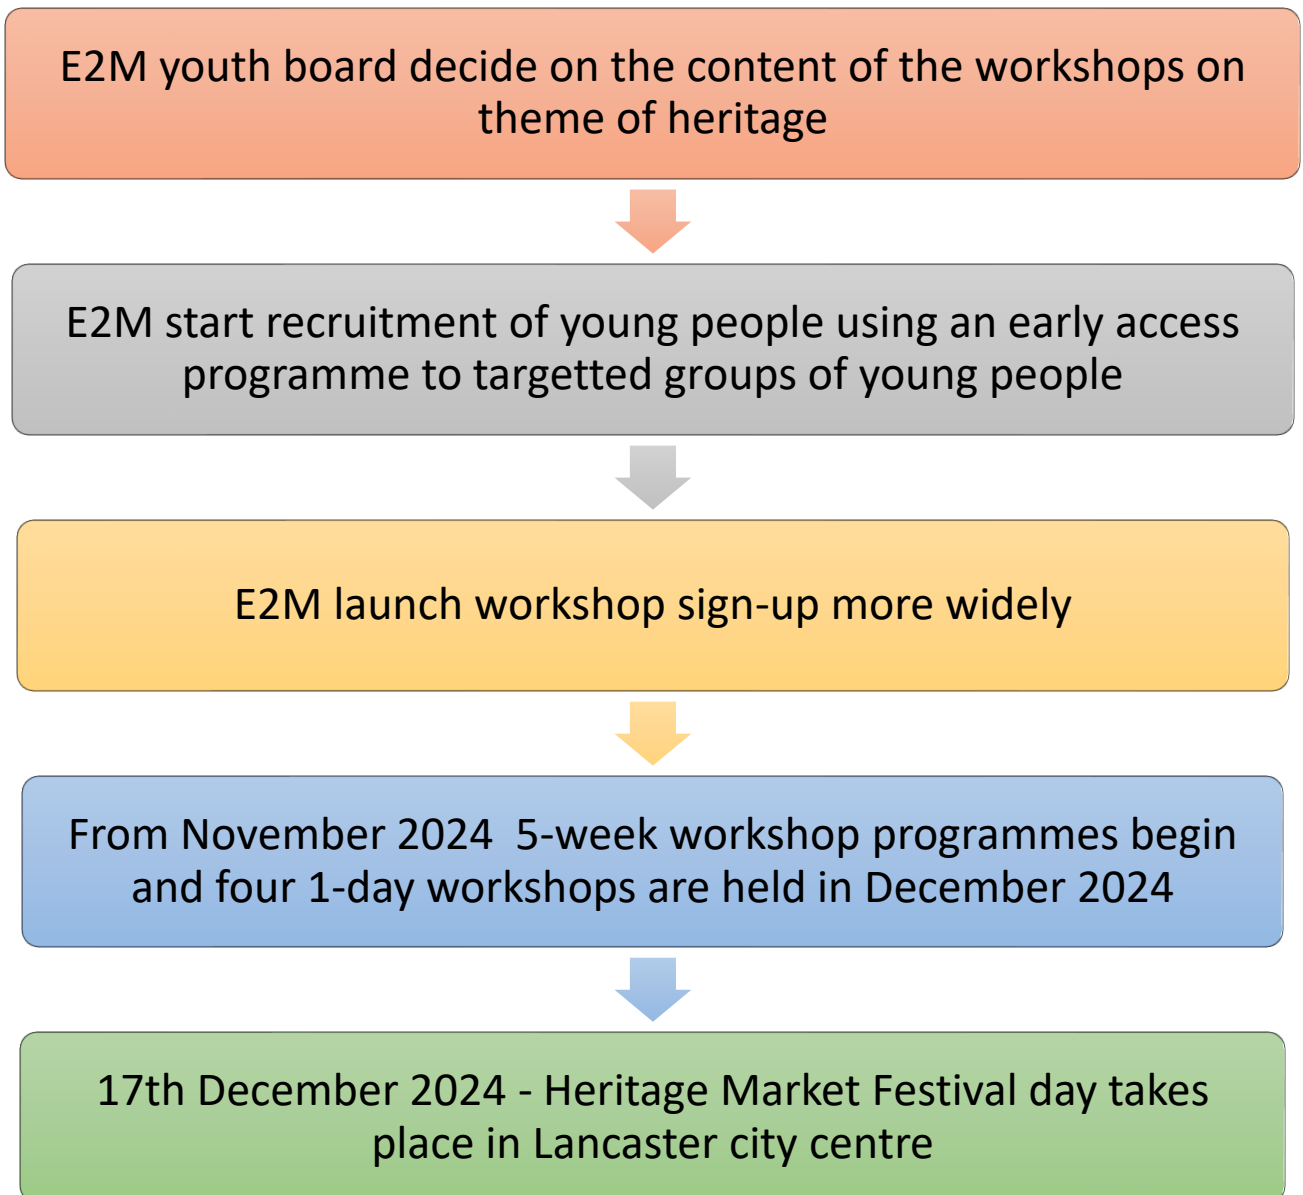 E2M youth board decide on the content of the workshops on
theme of heritage
E2M start recruitment of young people using an early access
programme to targetted groups of young people
E2M launch workshop sign-up more widely
From November 2024  5-week workshop programmes begin
and four 1-day workshops are held in December 2024
17th December 2024 - Heritage Market Festival day takes
place in Lancaster city centre